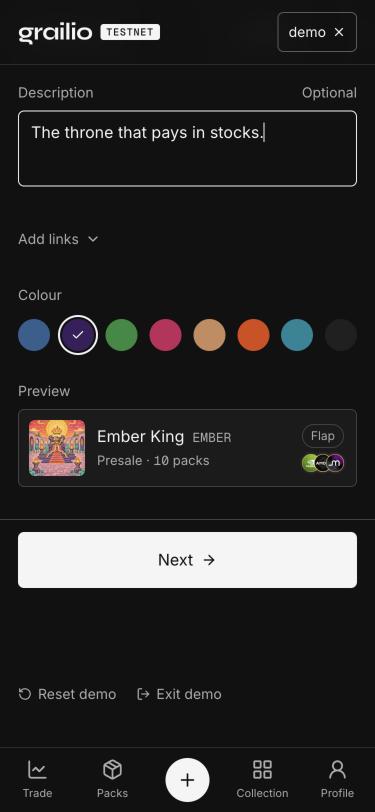 grailio TESTNET
demo
Description Optional
The throne that pays in stocks.
Add links
Colour
Preview
Ember King EMBER
Flap
Presale · 10 packs
Next
Reset demo Exit demo
Trade Packs Collection Profile